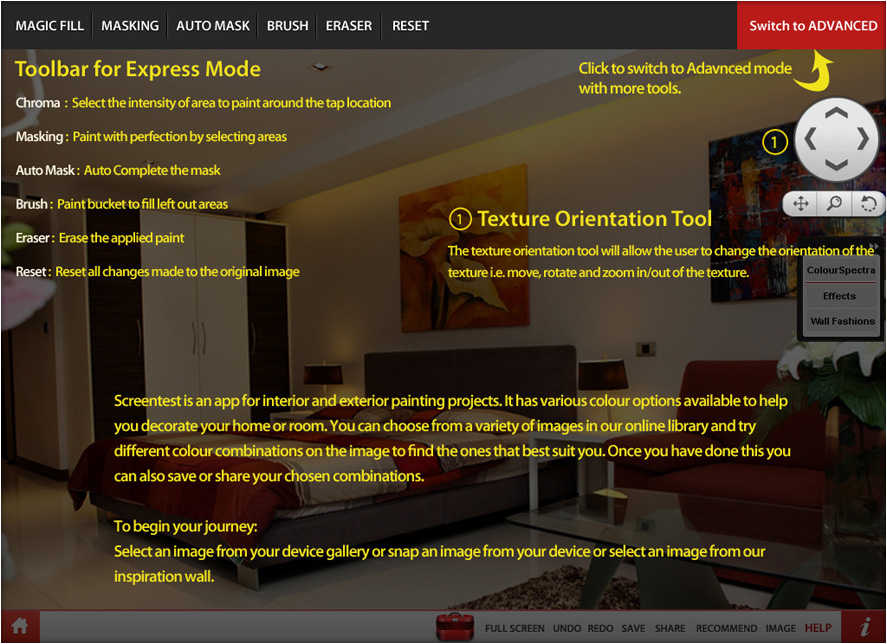 MAGIC FILL MASKING AUTO MASK BRUSH ERASER RESET Switch to ADVANCED
Toolbar for Express Mode
Click to switch to Adavnced mode
with more tools.
Chroma : Select the intensity of area to paint around the tap location
Masking : Paint with perfection by selecting areas
1
Auto Mask : Auto Complete the mask
Brush : Paint bucket to fill left out areas
Eraser : Erase the applied paint
Reset : Reset all changes made to the original image
1 Texture Orientation Tool
The texture orientation tool will allow the user to change the orientation of the
texture i.e. move, rotate and zoom in/out of the texture.
ColourSpectra
Effects
Wall Fashions
Screentest is an app for interior and exterior painting projects. It has various colour options available to help
you decorate your home or room. You can choose from a variety of images in our online library and try
different colour combinations on the image to find the ones that best suit you. Once you have done this you
can also save or share your chosen combinations.
To begin your journey:
Select an image from your device gallery or snap an image from your device or select an image from our
inspiration wall.
FULL SCREEN UNDO REDO SAVE SHARE RECOMMEND IMAGE HELP i